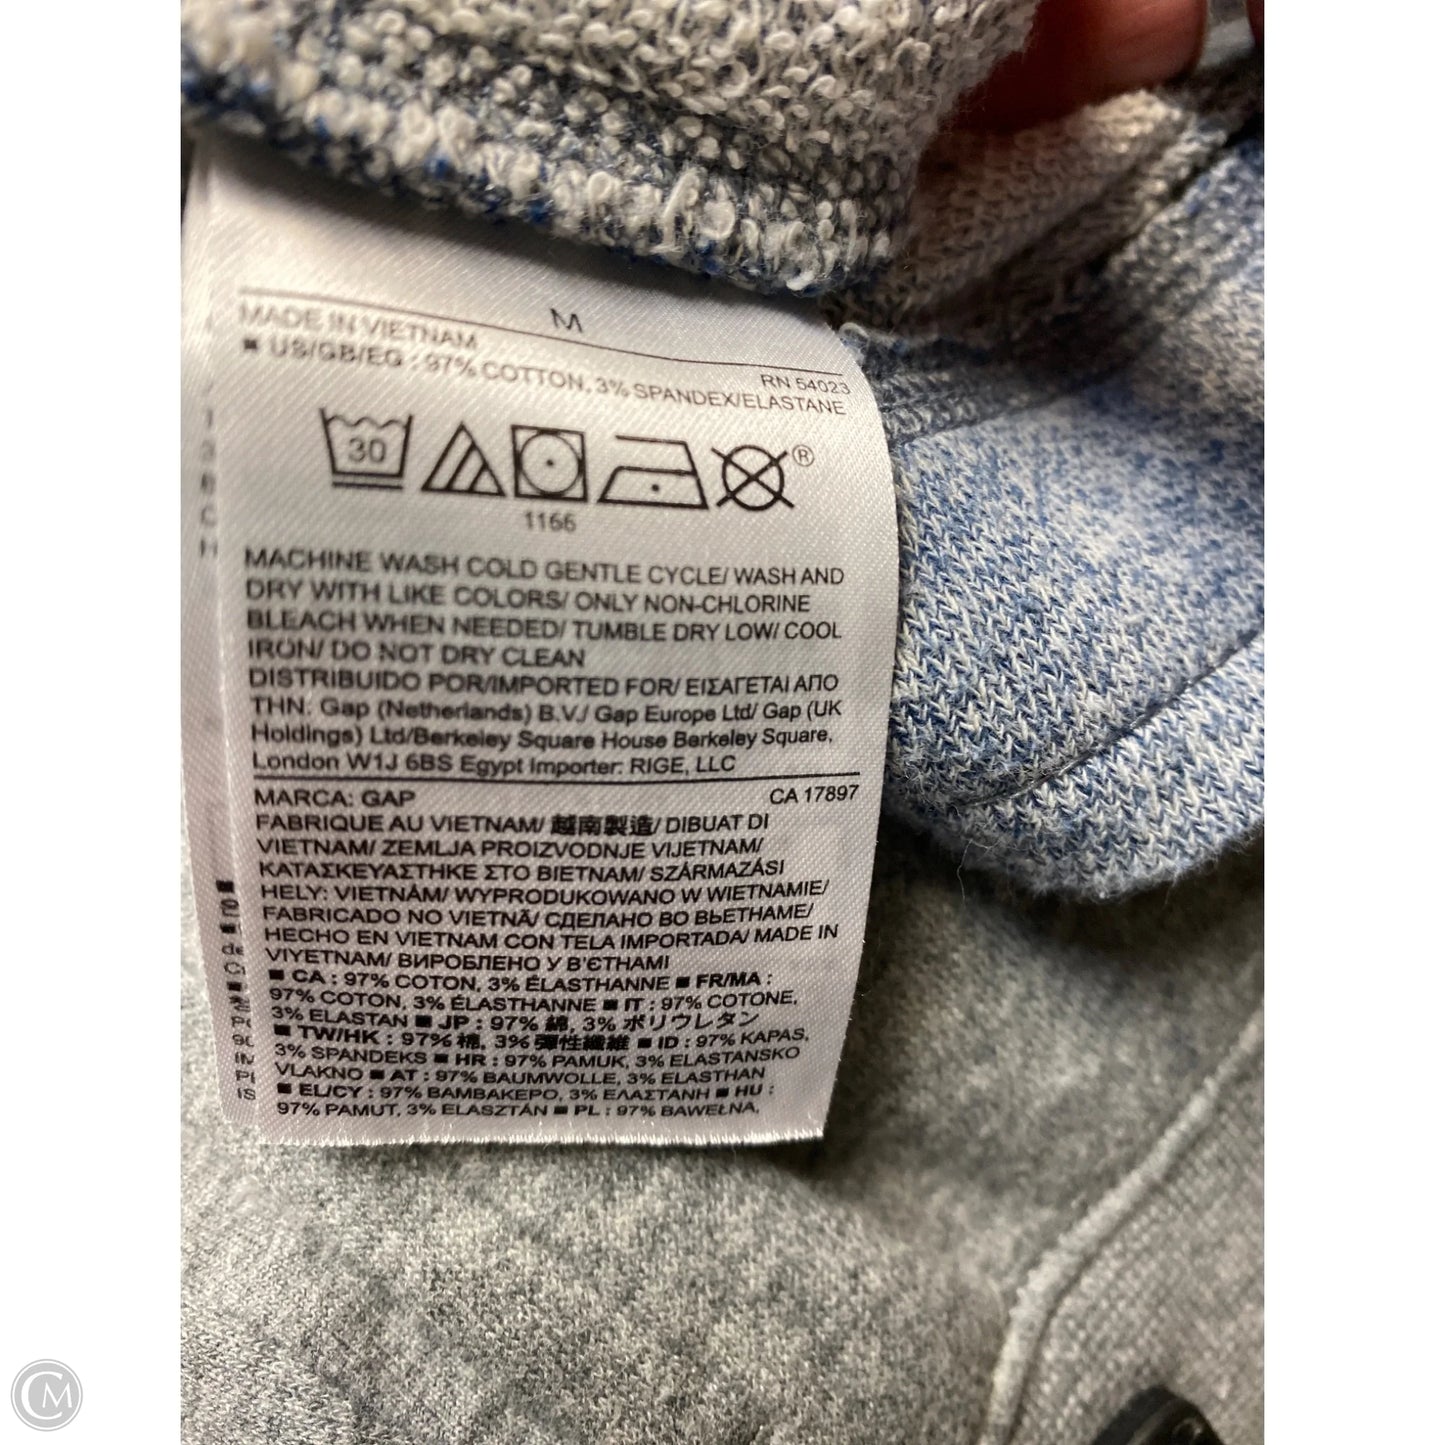 M
MADE IN VIETNAM
RN 54023
■ US/GB/EG : 97% COTTON, 3% SPANDEX/ELASTANE
30
®
1166
MACHINE WASH COLD GENTLE CYCLE/ WASH AND
DRY WITH LIKE COLORS/ ONLY NON-CHLORINE
BLEACH WHEN NEEDED/ TUMBLE DRY LOW/ COOL
IRON/ DO NOT DRY CLEAN
DISTRIBUIDO POR/IMPORTED FOR/ ΕΙΣΑΓΕΤΑΙ ΑΠΟ
ΤΗΝ: Gap (Netherlands) B.V./ Gap Europe Ltd/ Gap (UK
Holdings) Ltd/Berkeley Square House Berkeley Square,
London W1J 6BS Egypt Importer: RIGE, LLC
MARCA: GAP
CA 17897
FABRIQUE AU VIETNAM/ 越南製造/ DIBUAT DI
VIETNAM/ ZEMLJA PROIZVODNJE VIJETNAM/
ΚΑΤΑΣΚΕΥΑΣΤΗΚΕ ΣΤΟ ΒΙΕΤΝΑΜ/ SZÁRMAZÁSI
HELY: VIETNÁM/ WYPRODUKOWANO W WIETNAMIE/
FABRICADO NO VIETNÃ/ СДЕЛАНО ВО ВЬЕТНАМЕ/
HECHO EN VIETNAM CON TELA IMPORTADA/ MADE IN
VIYETNAM/ ВИРОБЛЕНО У В'ЄТНАМІ
■ CA : 97% COTON, 3% ÉLASTHANNE ■ FR/MA :
97% COTON, 3% ÉLASTHANNE ■ IT : 97% COTONE,
3% ELASTAN ■ JP : 97% 綿, 3% ポリウレタン
■ TW/HK : 97% 棉, 3% 彈性纖維 ■ ID : 97% KAPAS,
3% SPANDEKS ■ HR : 97% PAMUK, 3% ELASTANSKO
VLAKNO ■ AT : 97% BAUMWOLLE, 3% ELASTHAN
■ EL/CY : 97% ΒΑΜΒΑΚΕΡΟ, 3% ΕΛΑΣΤΑΝΗ ■ HU :
97% PAMUT, 3% ELASZTÁN ■ PL : 97% BAWEŁNA,
CM